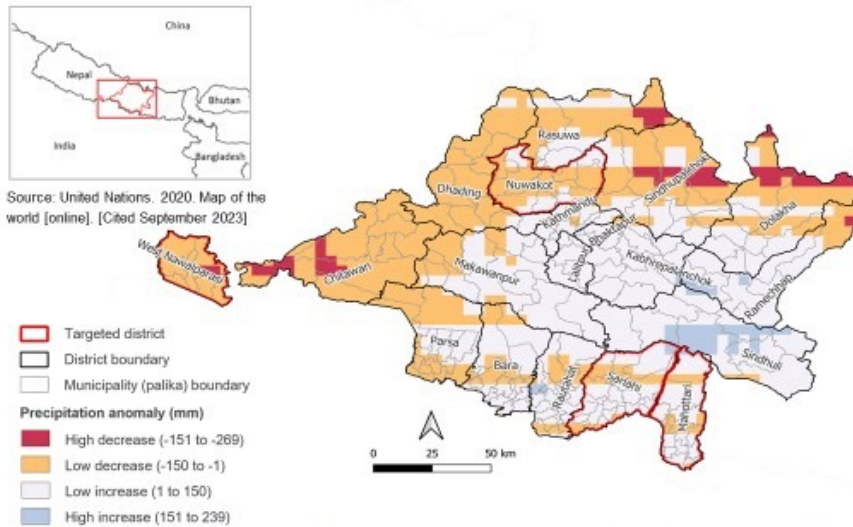 China
Nepal
Bhutan
India
Bangladesh
Source: United Nations. 2020. Map of the
world [online]. [Cited September 2023]
Rasuwa
Nuwakot
Dhading
Sindhupalchok
Kathmandu
Bhaktapur
Lalitpur
Dolakha
West Nawalparasi
Chitawan
Makawanpur
Kabhrepalanchok
Ramechhap
Sindhuli
Parsa
Bara
Rautahat
Sarlahi
Mahottari
Targeted district
District boundary
Municipality (palika) boundary
Precipitation anomaly (mm)
High decrease (-151 to -269)
Low decrease (-150 to -1)
Low increase (1 to 150)
High increase (151 to 239)
0 25 50 km